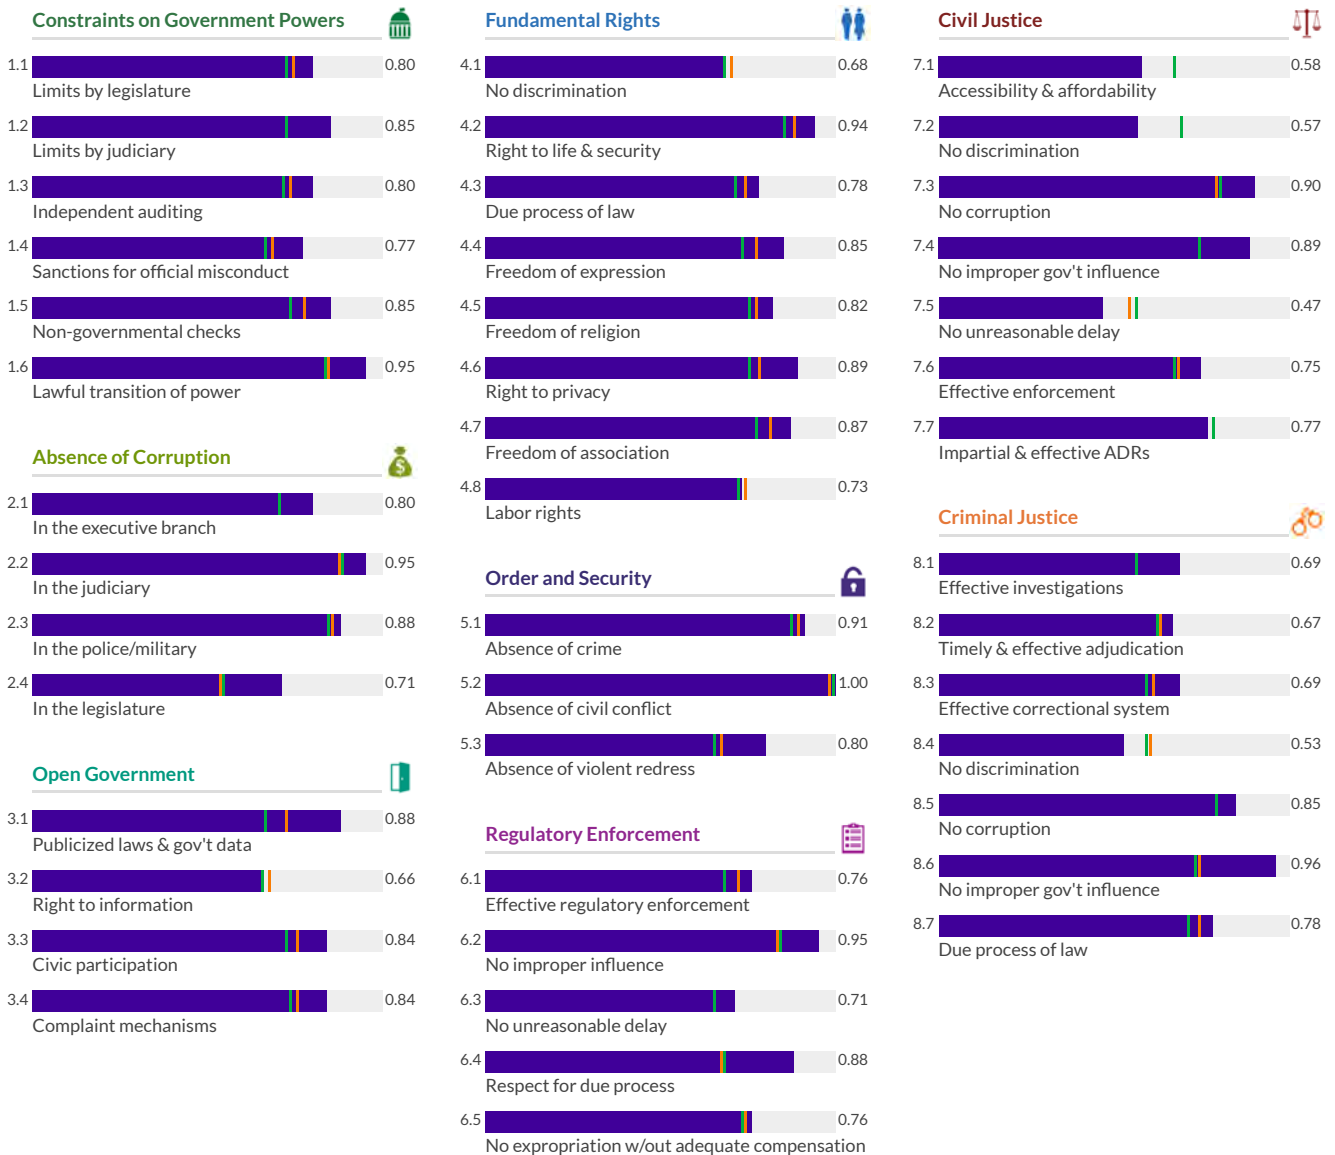 Constraints on Government Powers
1.1 0.80
Limits by legislature
1.2 0.85
Limits by judiciary
1.3 0.80
Independent auditing
1.4 0.77
Sanctions for official misconduct
1.5 0.85
Non-governmental checks
1.6 0.95
Lawful transition of power
Absence of Corruption
2.1 0.80
In the executive branch
2.2 0.95
In the judiciary
2.3 0.88
In the police/military
2.4 0.71
In the legislature
Open Government
3.1 0.88
Publicized laws & gov't data
3.2 0.66
Right to information
3.3 0.84
Civic participation
3.4 0.84
Complaint mechanisms
Fundamental Rights
4.1 0.68
No discrimination
4.2 0.94
Right to life & security
4.3 0.78
Due process of law
4.4 0.85
Freedom of expression
4.5 0.82
Freedom of religion
4.6 0.89
Right to privacy
4.7 0.87
Freedom of association
4.8 0.73
Labor rights
Order and Security
5.1 0.91
Absence of crime
5.2 1.00
Absence of civil conflict
5.3 0.80
Absence of violent redress
Regulatory Enforcement
6.1 0.76
Effective regulatory enforcement
6.2 0.95
No improper influence
6.3 0.71
No unreasonable delay
6.4 0.88
Respect for due process
6.5 0.76
No expropriation w/out adequate compensation
Civil Justice
7.1 0.58
Accessibility & affordability
7.2 0.57
No discrimination
7.3 0.90
No corruption
7.4 0.89
No improper gov't influence
7.5 0.47
No unreasonable delay
7.6 0.75
Effective enforcement
7.7 0.77
Impartial & effective ADRs
Criminal Justice
8.1 0.69
Effective investigations
8.2 0.67
Timely & effective adjudication
8.3 0.69
Effective correctional system
8.4 0.53
No discrimination
8.5 0.85
No corruption
8.6 0.96
No improper gov't influence
8.7 0.78
Due process of law